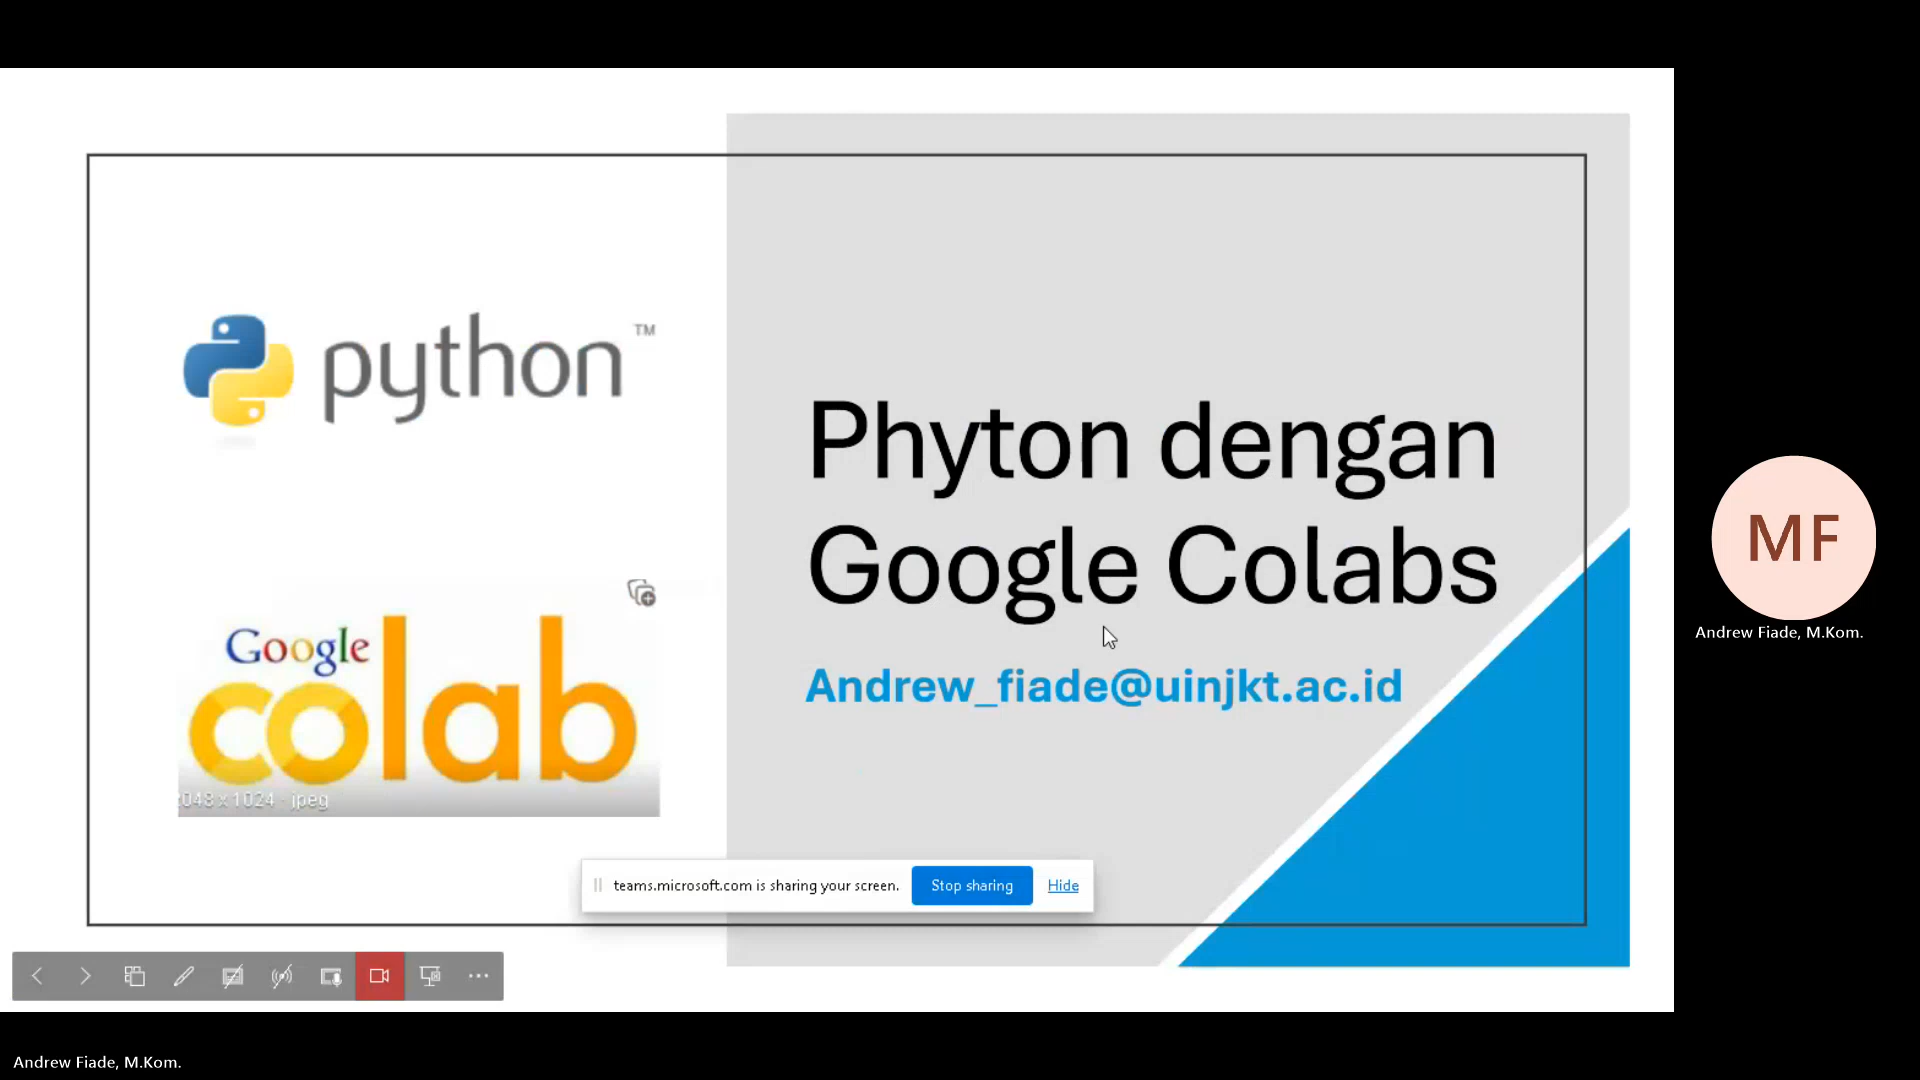 python™
Google
colab
048 x 1024 - jpeg
Phyton dengan
Google Colabs
Andrew_fiade@uinjkt.ac.id
teams.microsoft.com is sharing your screen.
Stop sharing
Hide
MF
Andrew Fiade, M.Kom.
Andrew Fiade, M.Kom.